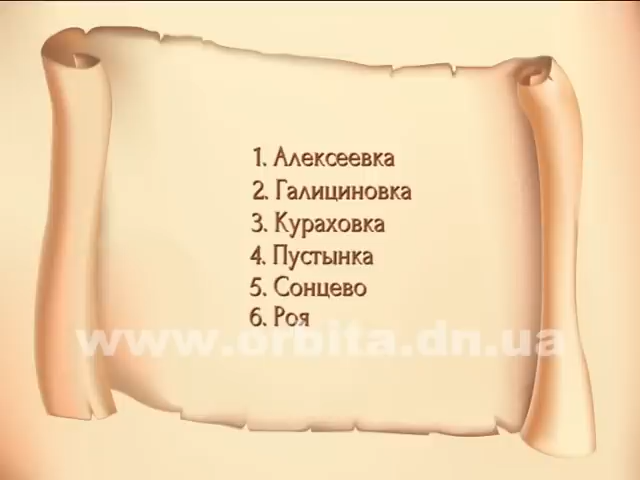 1. Алексеевка
2. Галициновка
3. Кураховка
4. Пустынка
5. Сонцево
6. Роя
www.orbita.dn.ua